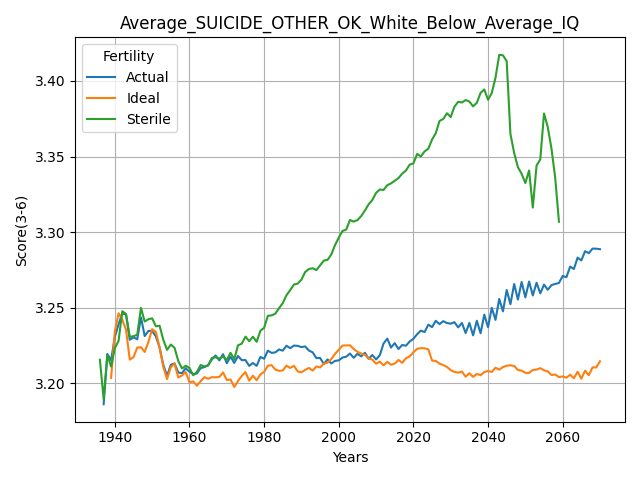 Average_SUICIDE_OTHER_OK_White_Below_Average_IQ
Fertility
Actual
Ideal
Sterile
Score(3-6)
3.40
3.35
3.30
3.25
3.20
1940
1960
1980
2000
2020
2040
2060
Years